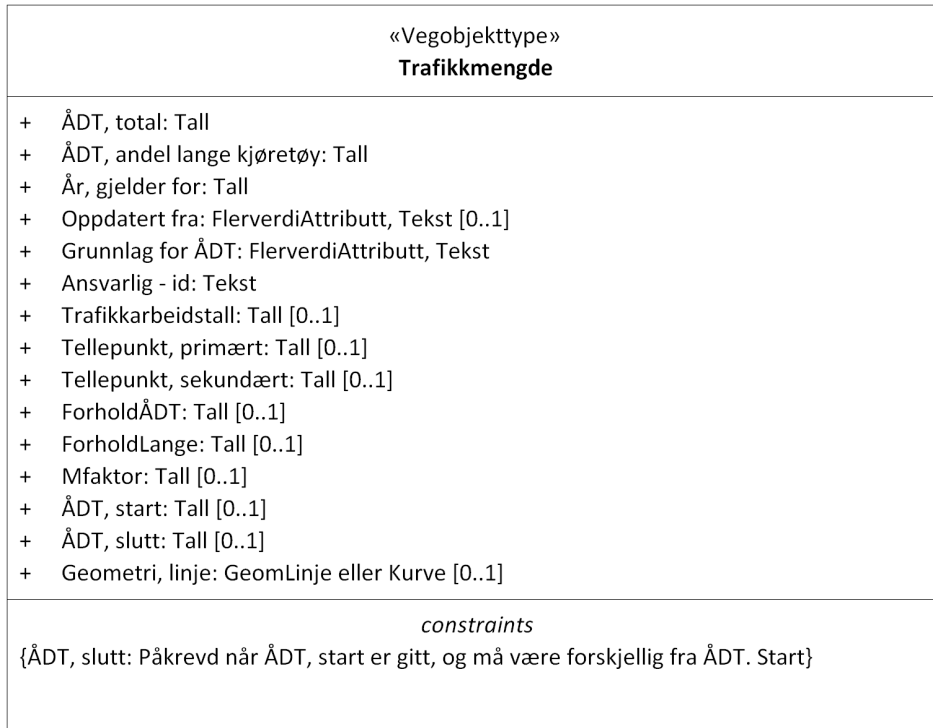 «Vegobjekttype»
Trafikkmengde
+ ÅDT, total: Tall
+ ÅDT, andel lange kjøretøy: Tall
+ År, gjelder for: Tall
+ Oppdatert fra: FlerverdiAttributt, Tekst [0..1]
+ Grunnlag for ÅDT: FlerverdiAttributt, Tekst
+ Ansvarlig - id: Tekst
+ Trafikkarbeidstall: Tall [0..1]
+ Tellepunkt, primært: Tall [0..1]
+ Tellepunkt, sekundært: Tall [0..1]
+ ForholdÅDT: Tall [0..1]
+ ForholdLange: Tall [0..1]
+ Mfaktor: Tall [0..1]
+ ÅDT, start: Tall [0..1]
+ ÅDT, slutt: Tall [0..1]
+ Geometri, linje: GeomLinje eller Kurve [0..1]
constraints
{ÅDT, slutt: Påkrevd når ÅDT, start er gitt, og må være forskjellig fra ÅDT. Start}